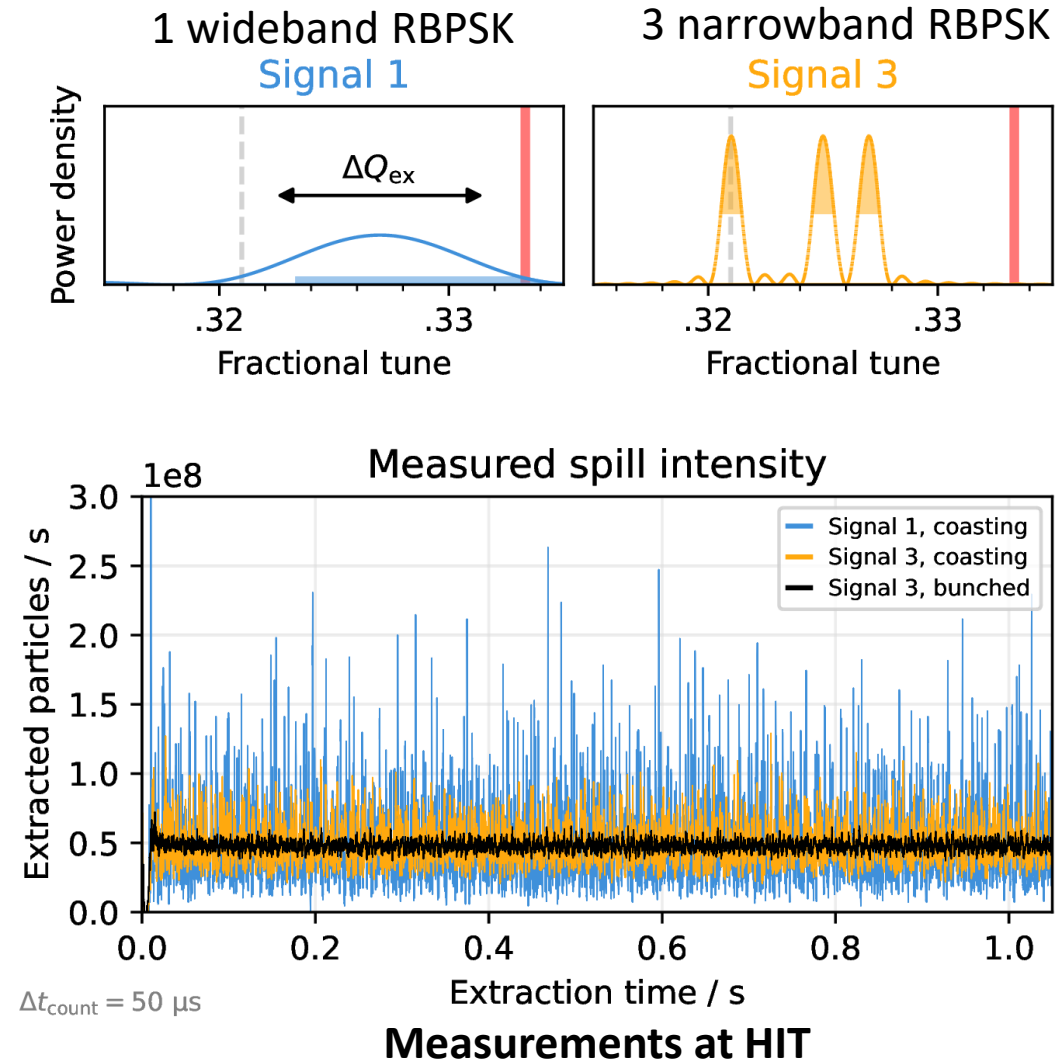 1 wideband RBPSK
3 narrowband RBPSK
Signal 1
Signal 3
Power density
ΔQex
.32
.33
Fractional tune
.32
.33
Fractional tune
Measured spill intensity
1e8
Extracted particles / s
3.0
2.5
2.0
1.5
1.0
0.5
0.0
Signal 1, coasting
Signal 3, coasting
Signal 3, bunched
0.0
0.2
0.4
0.6
0.8
1.0
Extraction time / s
Δtcount = 50 μs
Measurements at HIT